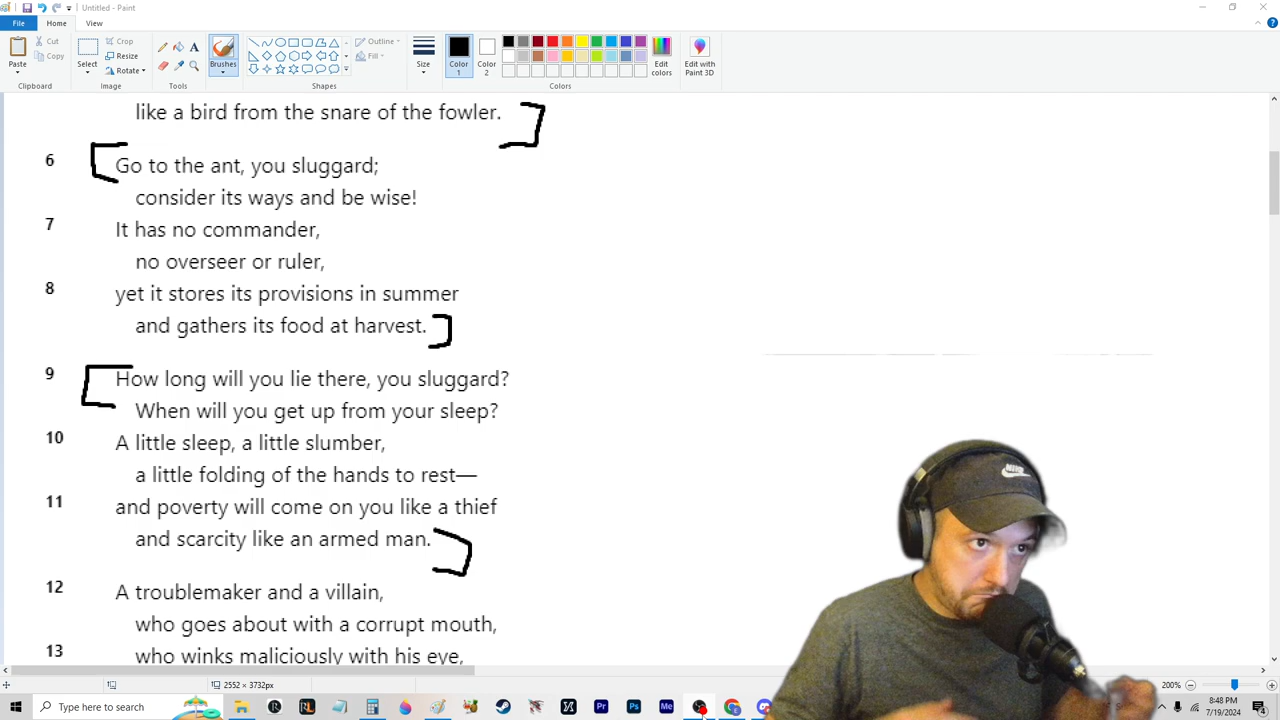 Untitled - Paint
File Home View
Cut
Copy
Paste
Clipboard
Crop
Resize
Rotate
Select
Image
Tools
Brushes
Outline
Fill
Shapes
Size
Color 1
Color 2
Edit colors
Colors
Edit with Paint 3D
like a bird from the snare of the fowler.
6 Go to the ant, you sluggard;
consider its ways and be wise!
7 It has no commander,
no overseer or ruler,
8 yet it stores its provisions in summer
and gathers its food at harvest.
9 How long will you lie there, you sluggard?
When will you get up from your sleep?
10 A little sleep, a little slumber,
a little folding of the hands to rest—
11 and poverty will come on you like a thief
and scarcity like an armed man.
12 A troublemaker and a villain,
who goes about with a corrupt mouth,
13 who winks maliciously with his eye,
2552 × 3732px
200%
Type here to search
RL
Pr
Ps
Me
8:48 PM
7/19/2024